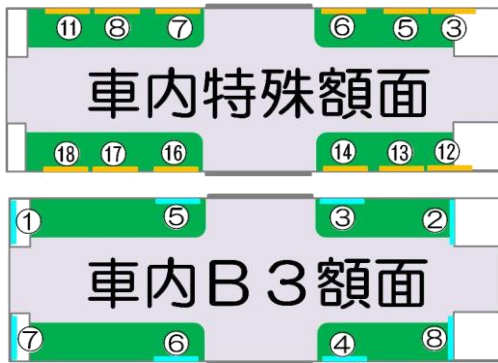 ⑪ ⑧ ⑦ ⑥ ⑤ ③
車内特殊額面
⑱ ⑰ ⑯ ⑭ ⑬ ⑫
① ⑤ ③ ②
車内B3額面
⑦ ⑥ ④ ⑧